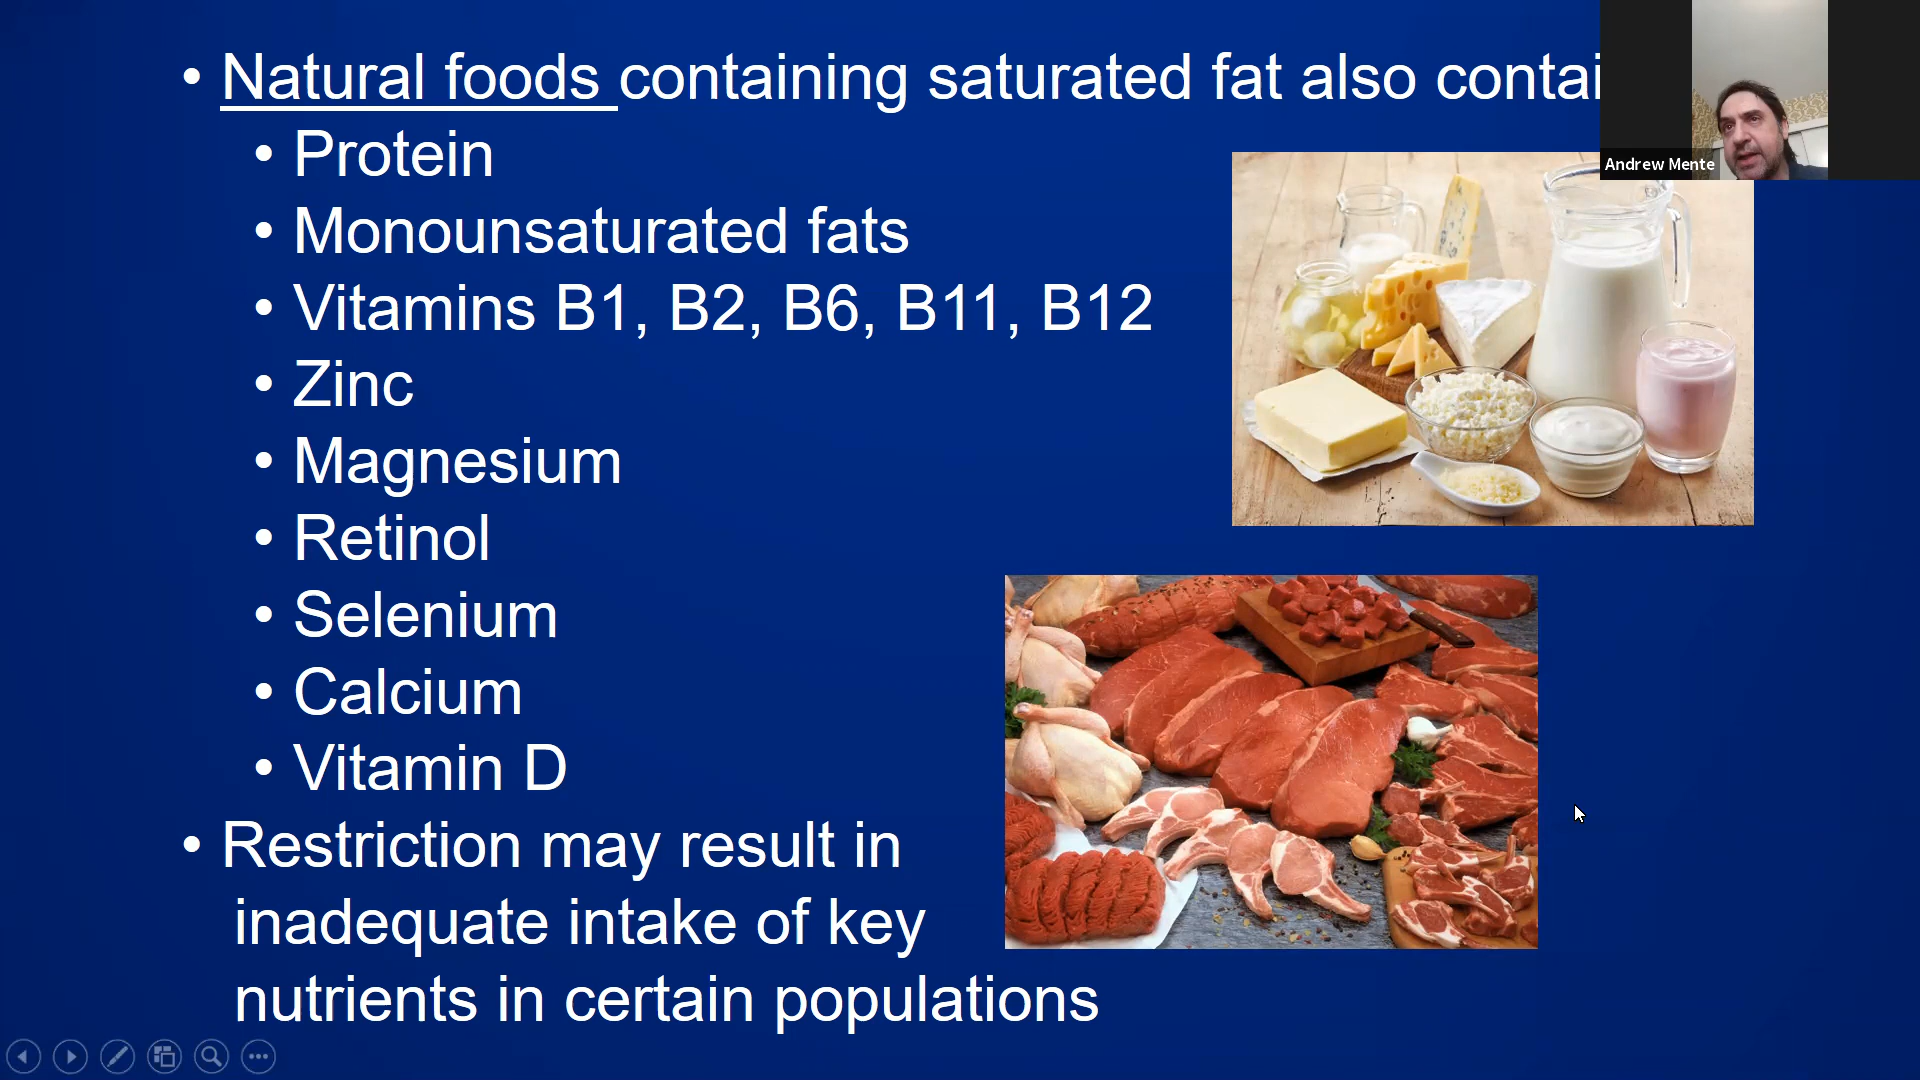 • Natural foods containing saturated fat also contai
• Protein
• Monounsaturated fats
• Vitamins B1, B2, B6, B11, B12
• Zinc
• Magnesium
• Retinol
• Selenium
• Calcium
• Vitamin D
• Restriction may result in
inadequate intake of key
nutrients in certain populations
Andrew Mente